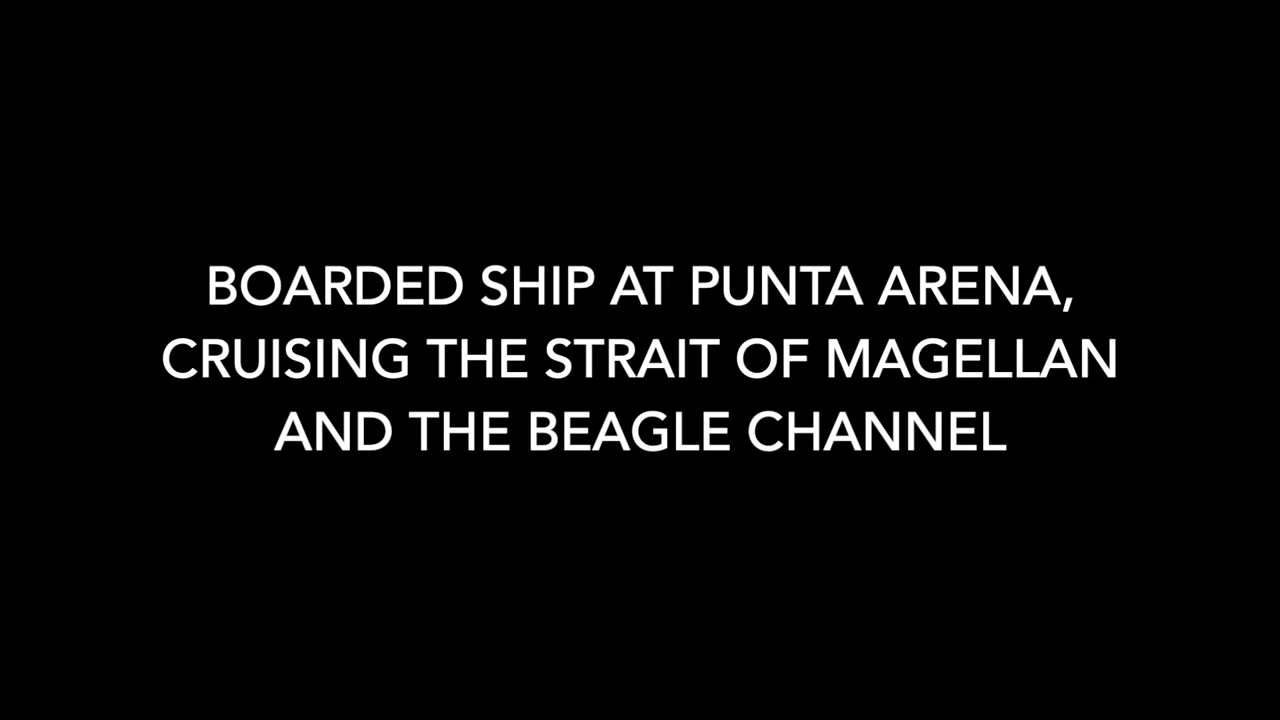 BOARDED SHIP AT PUNTA ARENA,
CRUISING THE STRAIT OF MAGELLAN
AND THE BEAGLE CHANNEL